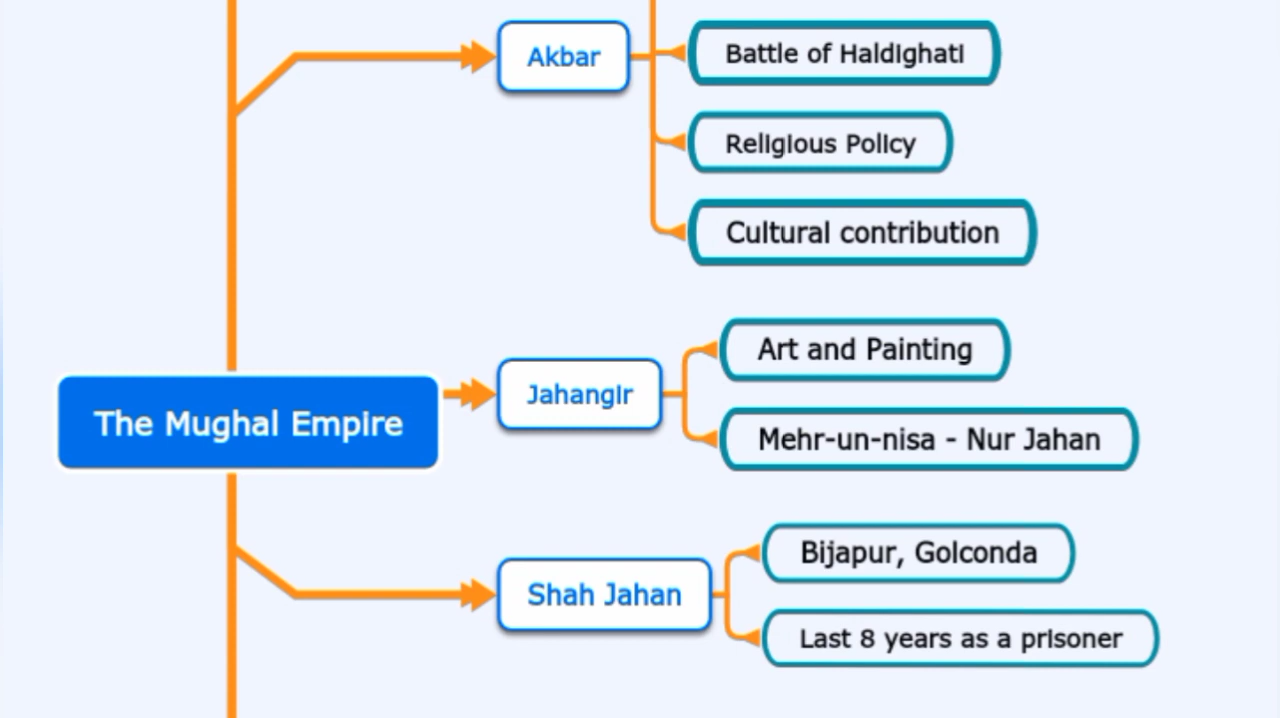 Akbar
Battle of Haldighati
Religious Policy
Cultural contribution
The Mughal Empire
Jahangir
Art and Painting
Mehr-un-nisa - Nur Jahan
Shah Jahan
Bijapur, Golconda
Last 8 years as a prisoner